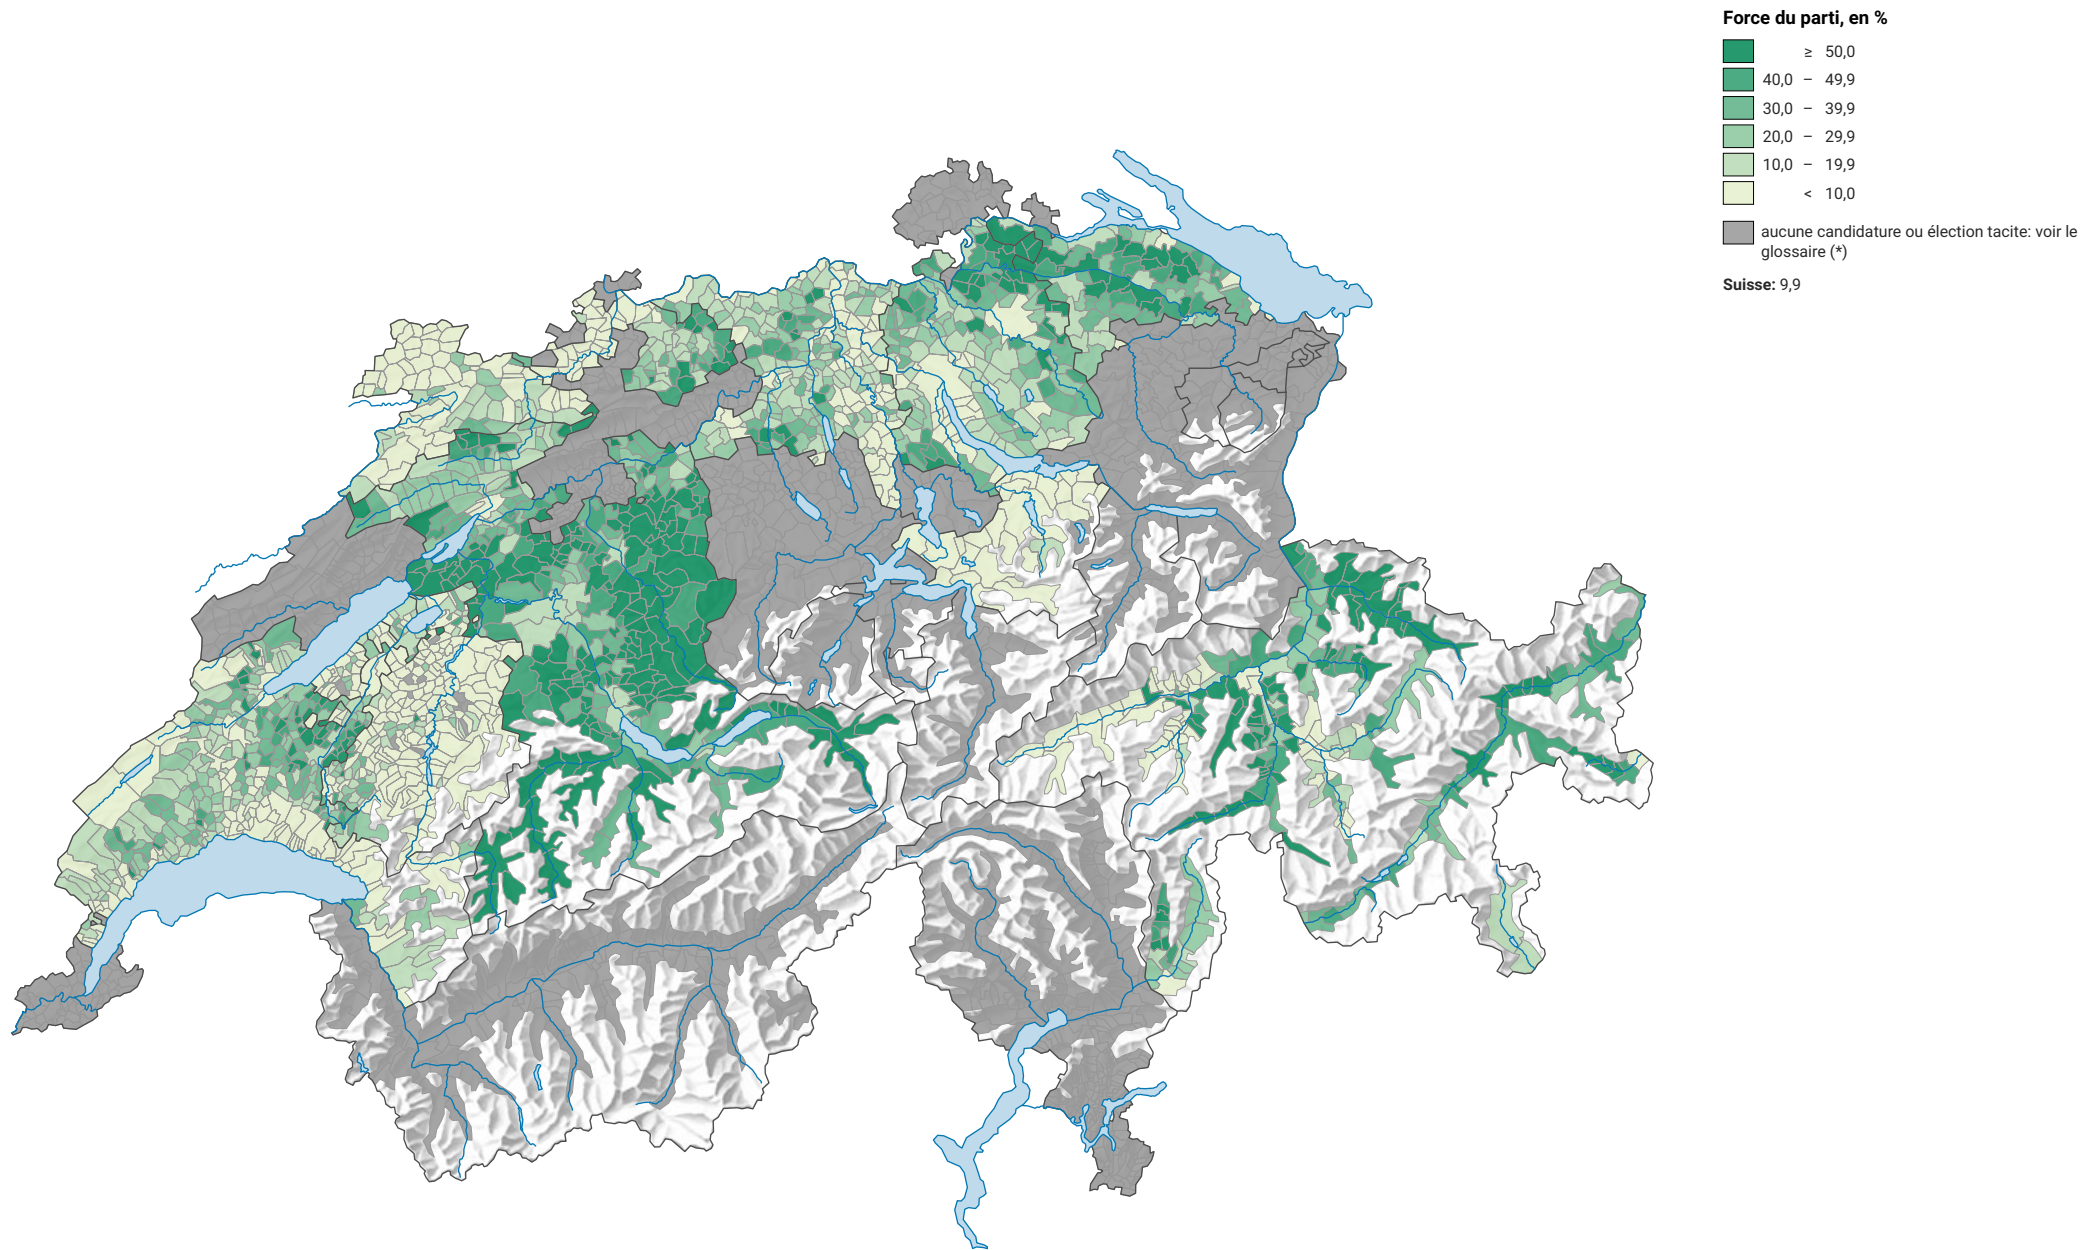 Force du parti, en %
≥ 50,0
40,0 – 49,9
30,0 – 39,9
20,0 – 29,9
10,0 – 19,9
< 10,0
aucune candidature ou élection tacite: voir le
glossaire (*)
Suisse: 9,9